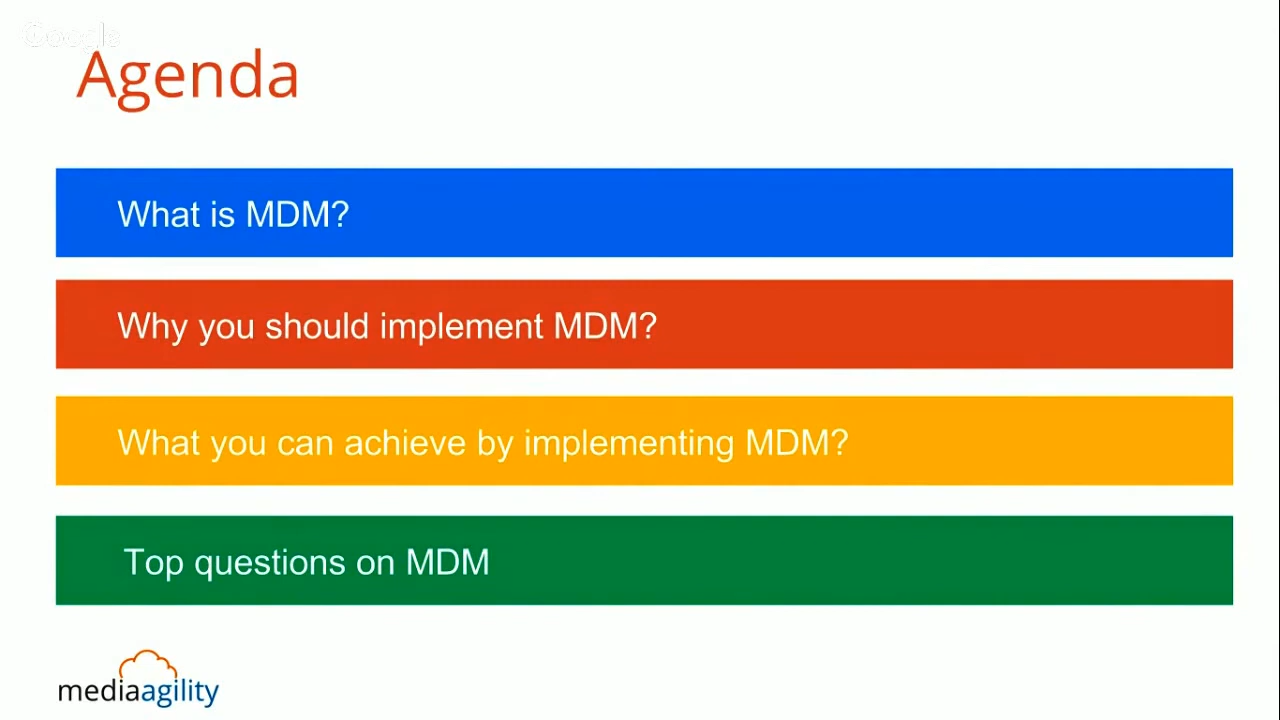 Google
Agenda
What is MDM?
Why you should implement MDM?
What you can achieve by implementing MDM?
Top questions on MDM
mediaagility